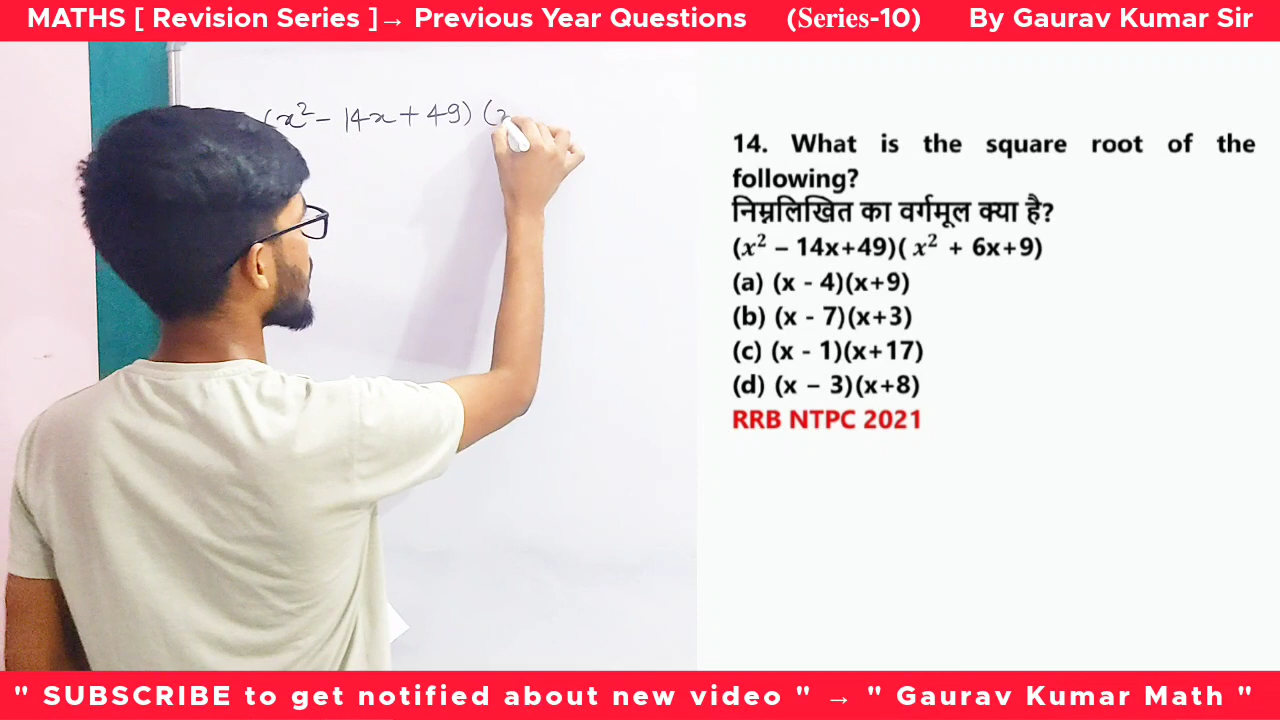 MATHS [ Revision Series ]→ Previous Year Questions (Series-10) By Gaurav Kumar Sir
(x² - 14x + 49) (
14. What is the square root of the
following?
निम्नलिखित का वर्गमूल क्या है?
(x² – 14x+49)( x² + 6x+9)
(a) (x - 4)(x+9)
(b) (x - 7)(x+3)
(c) (x - 1)(x+17)
(d) (x – 3)(x+8)
RRB NTPC 2021
" SUBSCRIBE to get notified about new video " → " Gaurav Kumar Math "